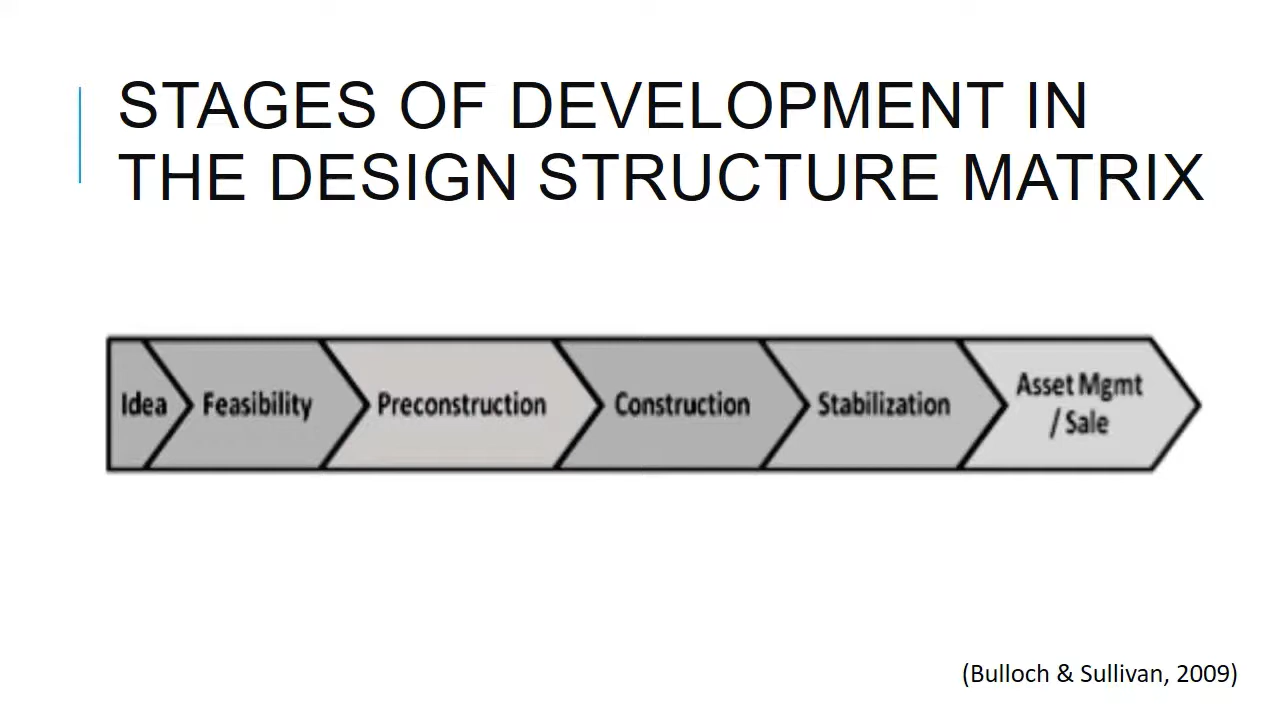 STAGES OF DEVELOPMENT IN
THE DESIGN STRUCTURE MATRIX
Idea
Feasibility
Preconstruction
Construction
Stabilization
Asset Mgmt
/ Sale
(Bulloch & Sullivan, 2009)